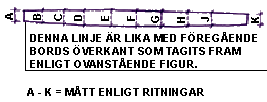 A B C D E F G H J K
DENNA LINJE ÄR LIKA MED FÖREGÅENDE
BORDS ÖVERKANT SOM TAGITS FRAM
ENLIGT OVANSTÅENDE FIGUR.
A - K = MÅTT ENLIGT RITNINGAR